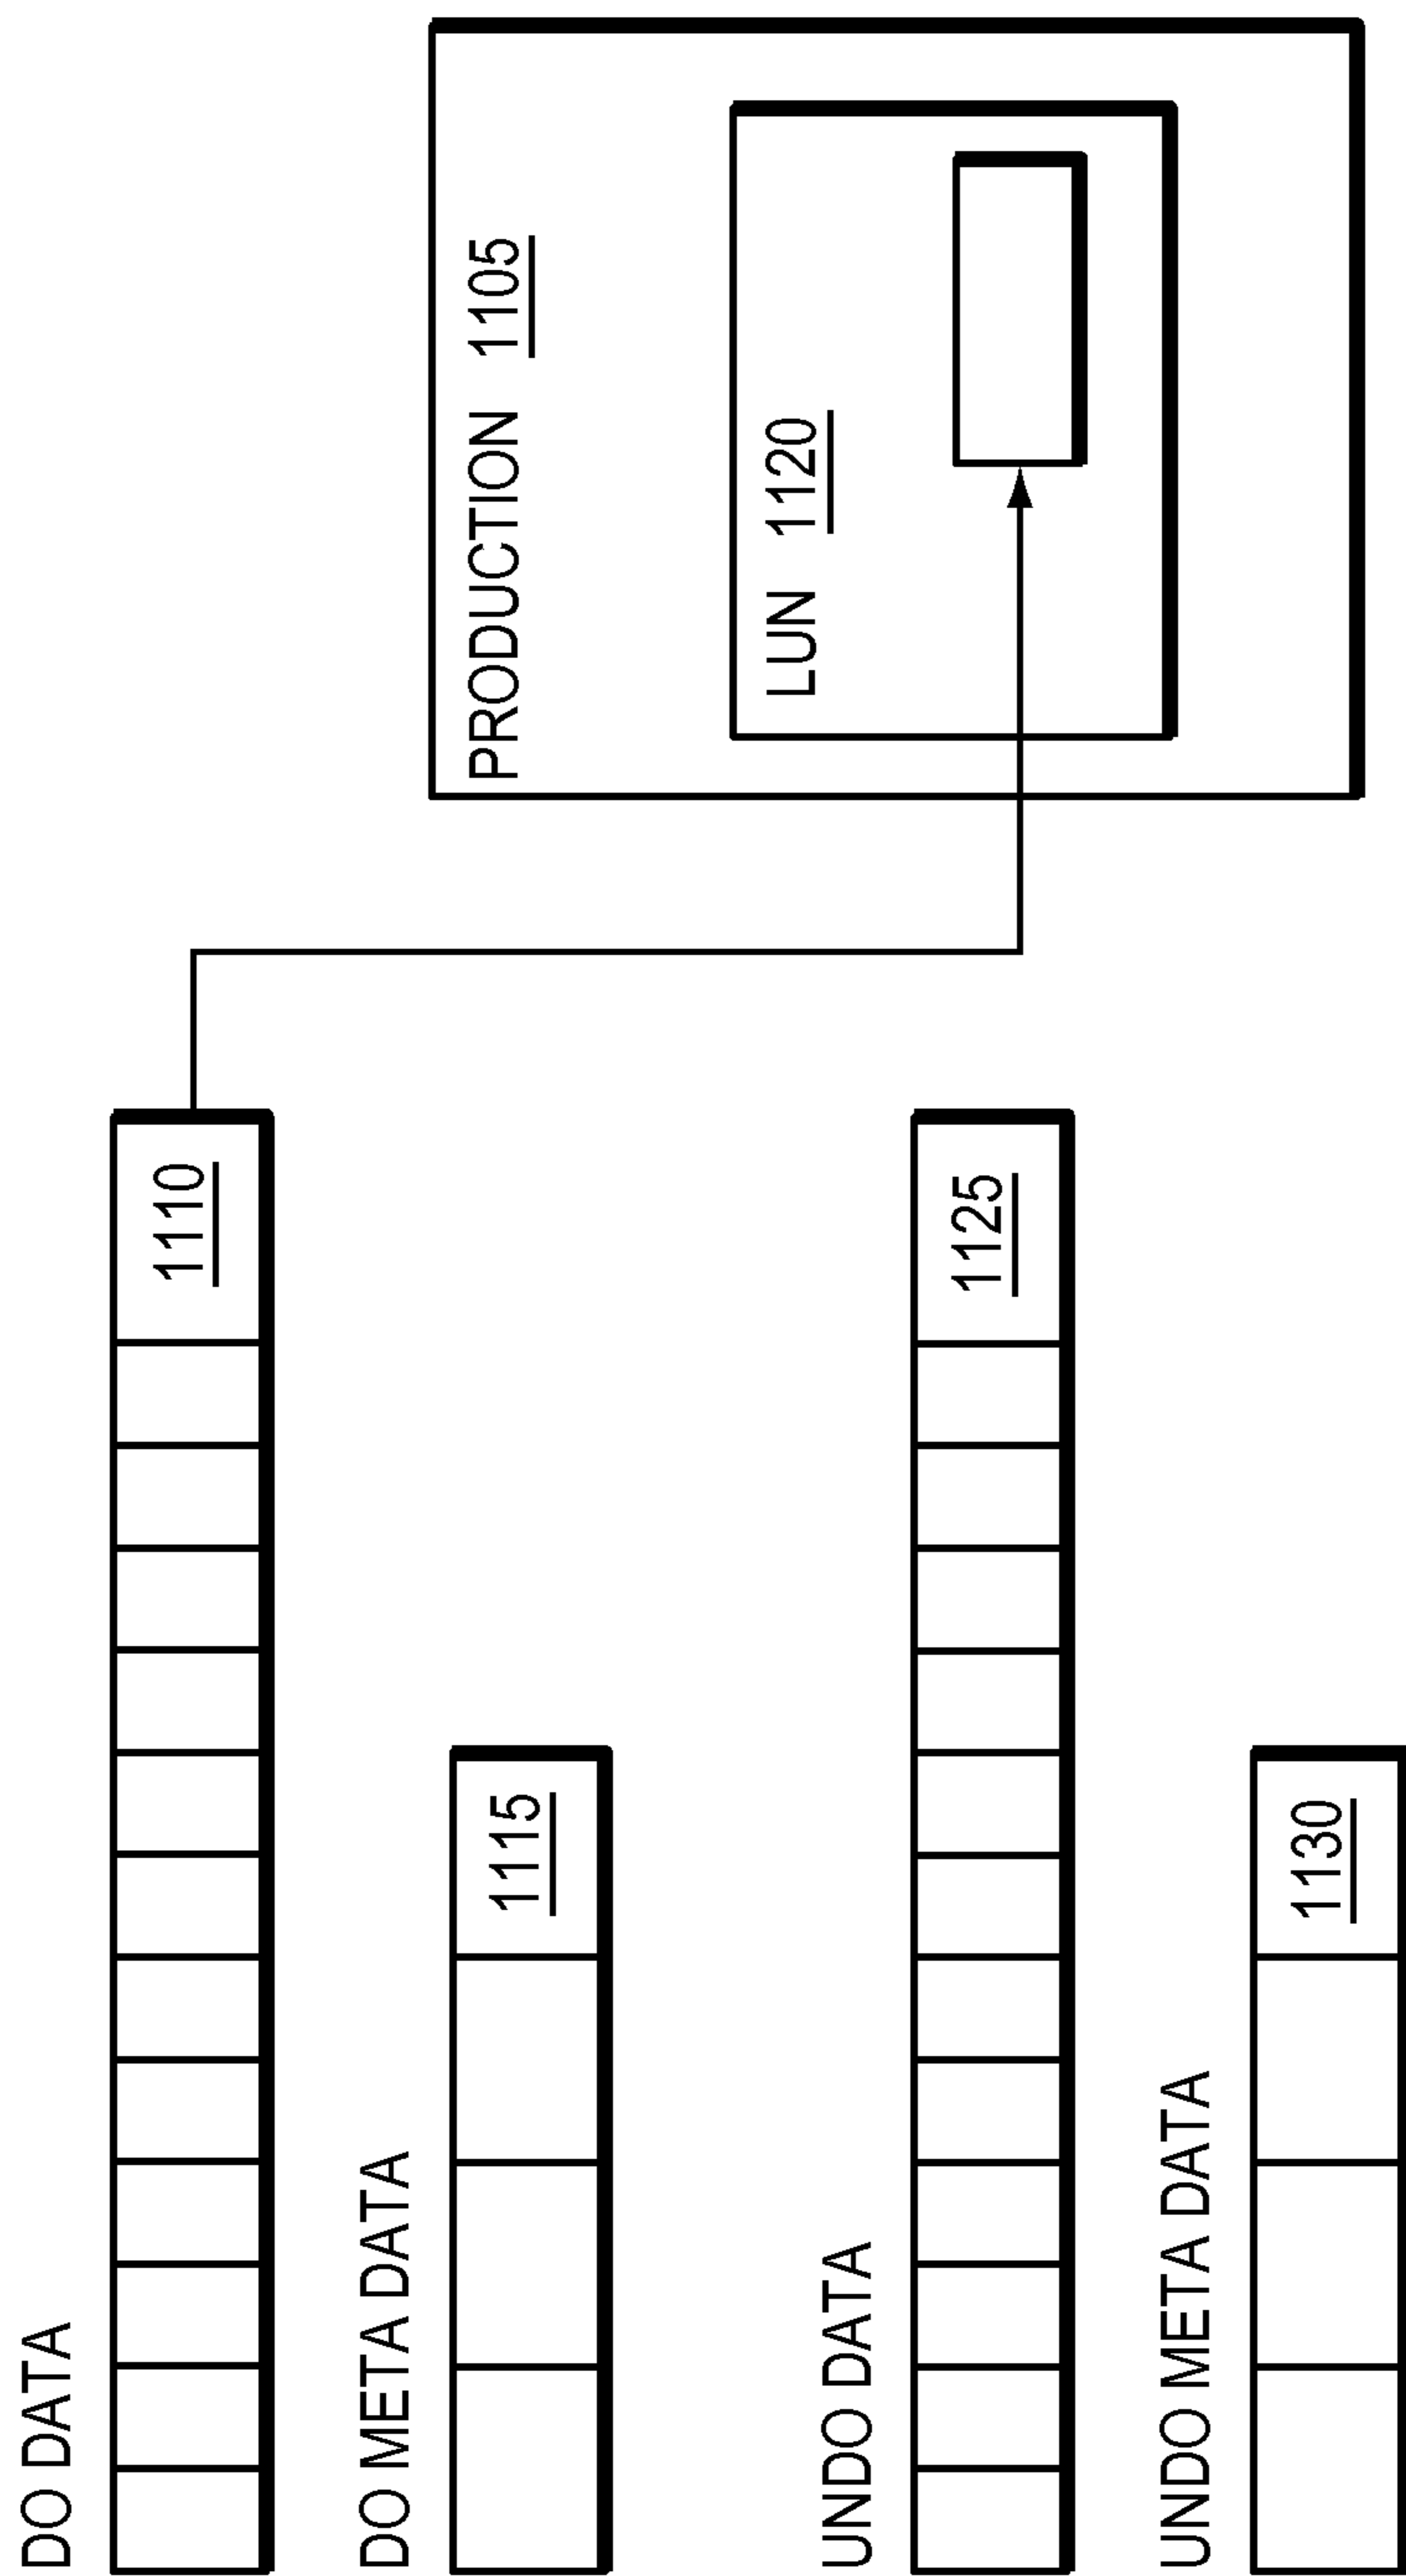 DO DATA
1110
DO META DATA
1115
PRODUCTION 1105
LUN 1120
UNDO DATA
1125
UNDO META DATA
1130